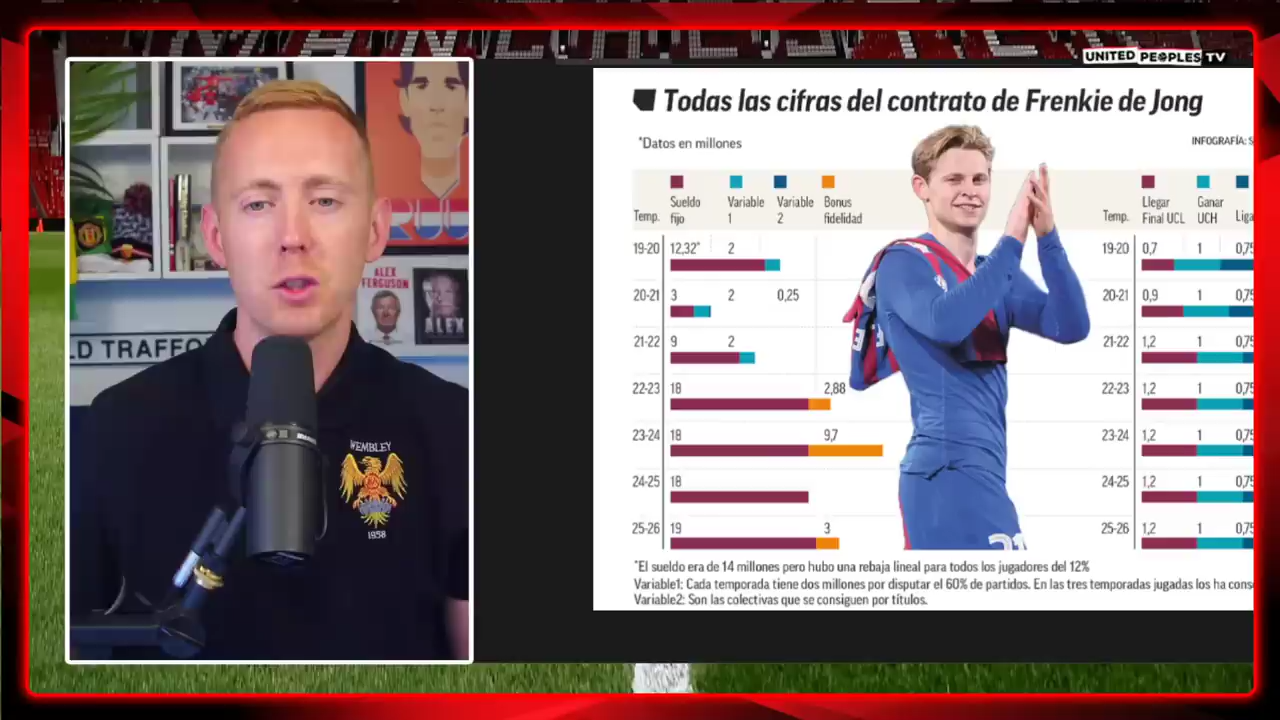 UNITED PEOPLES TV
ALEX
FERGUSON
ALEX
LD TRAFFO
WEMBLEY
1958
Todas las cifras del contrato de Frenkie de Jong
*Datos en millones
INFOGRAFÍA: S
Temp. Sueldo fijo Variable 1 Variable 2 Bonus fidelidad
19-20 12,32* 2
20-21 3 2 0,25
21-22 9 2
22-23 18 2,88
23-24 18 9,7
24-25 18
25-26 19 3
Temp. Llegar Final UCL Ganar UCH Liga
19-20 0,7 1 0,75
20-21 0,9 1 0,75
21-22 1,2 1 0,75
22-23 1,2 1 0,75
23-24 1,2 1 0,75
24-25 1,2 1 0,75
25-26 1,2 1 0,75
*El sueldo era de 14 millones pero hubo una rebaja lineal para todos los jugadores del 12%
Variable1: Cada temporada tiene dos millones por disputar el 60% de partidos. En las tres temporadas jugadas los ha cons
Variable2: Son las colectivas que se consiguen por títulos.